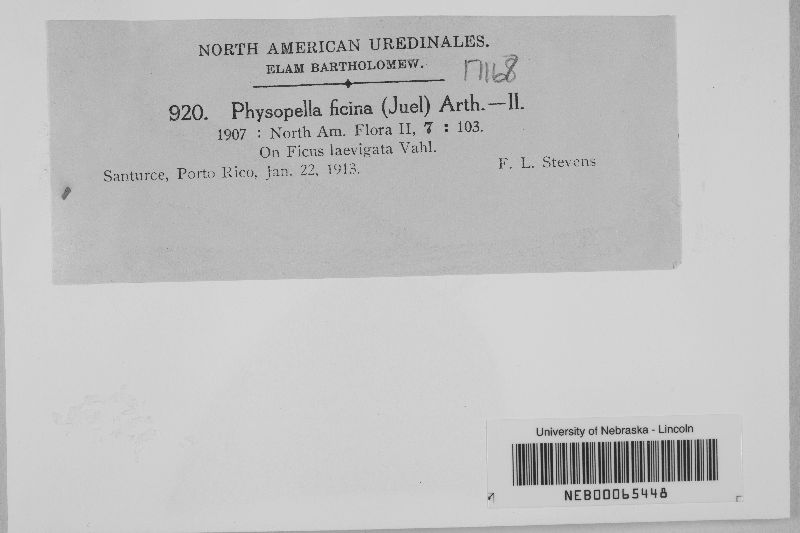 NORTH AMERICAN UREDINALES.
ELAM BARTHOLOMEW.
17168
920. Physopella ficina (Juel) Arth.—II.
1907 : North Am. Flora II, 7 : 103.
On Ficus laevigata Vahl.
Santurce, Porto Rico, Jan. 22, 1913. F. L. Stevens
University of Nebraska - Lincoln
NEB00065448